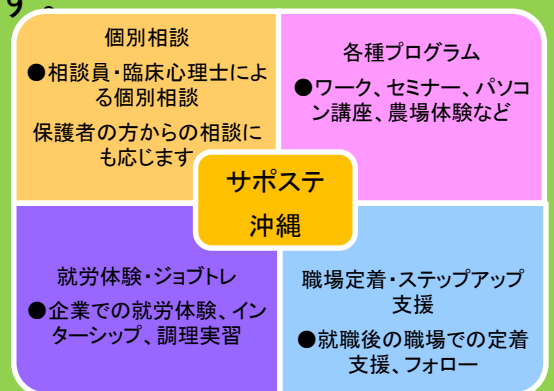 す。
個別相談
●相談員・臨床心理士によ
る個別相談
保護者の方からの相談に
も応じます
各種プログラム
●ワーク、セミナー、パソコ
ン講座、農場体験など
サポステ
沖縄
就労体験・ジョブトレ
●企業での就労体験、イン
ターシップ、調理実習
職場定着・ステップアップ
支援
●就職後の職場での定着
支援、フォロー